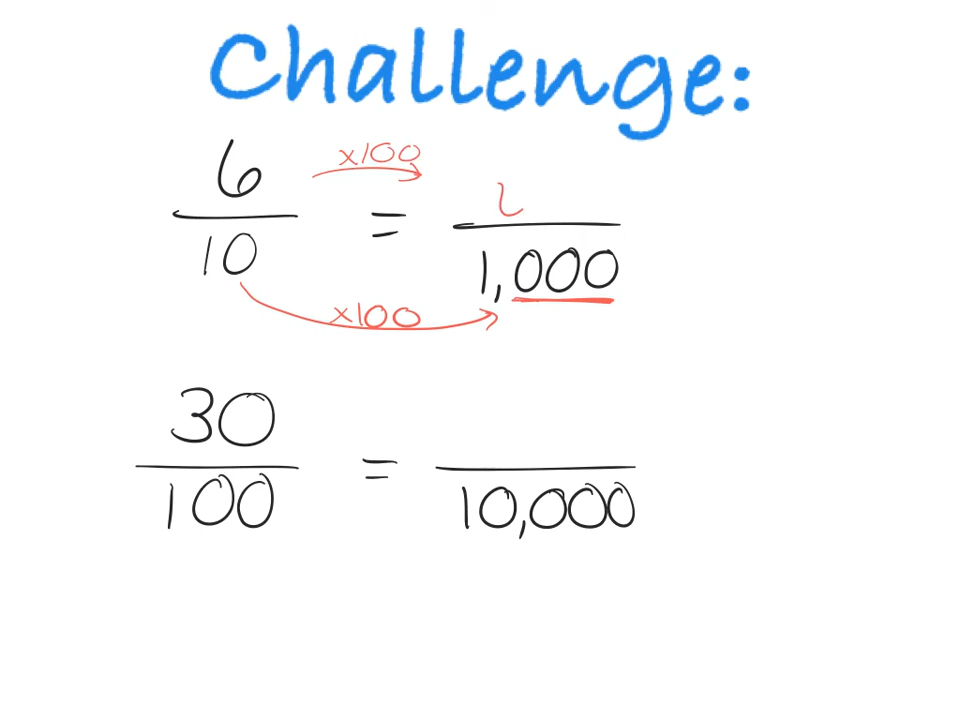 Challenge:
6 x100
10 =
1,000
x100
30
100 =
10,000